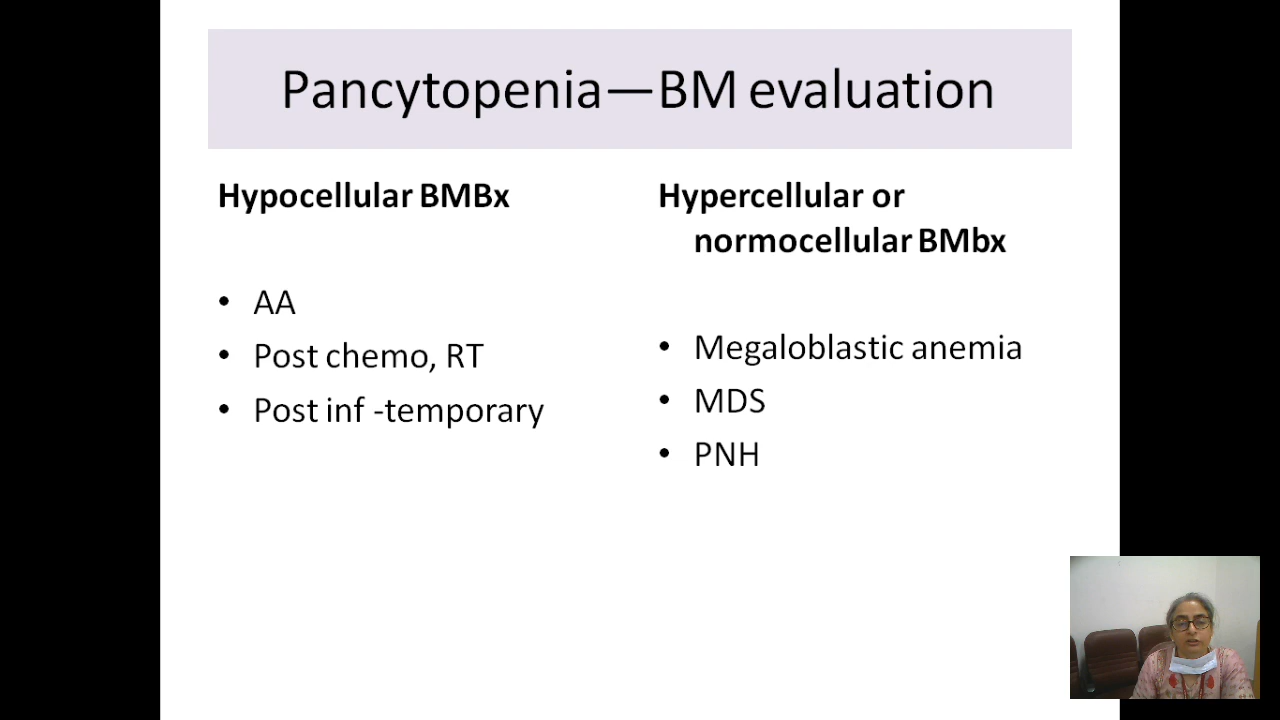 Pancytopenia—BM evaluation
Hypocellular BMBx
• AA
• Post chemo, RT
• Post inf -temporary
Hypercellular or
normocellular BMbx
• Megaloblastic anemia
• MDS
• PNH